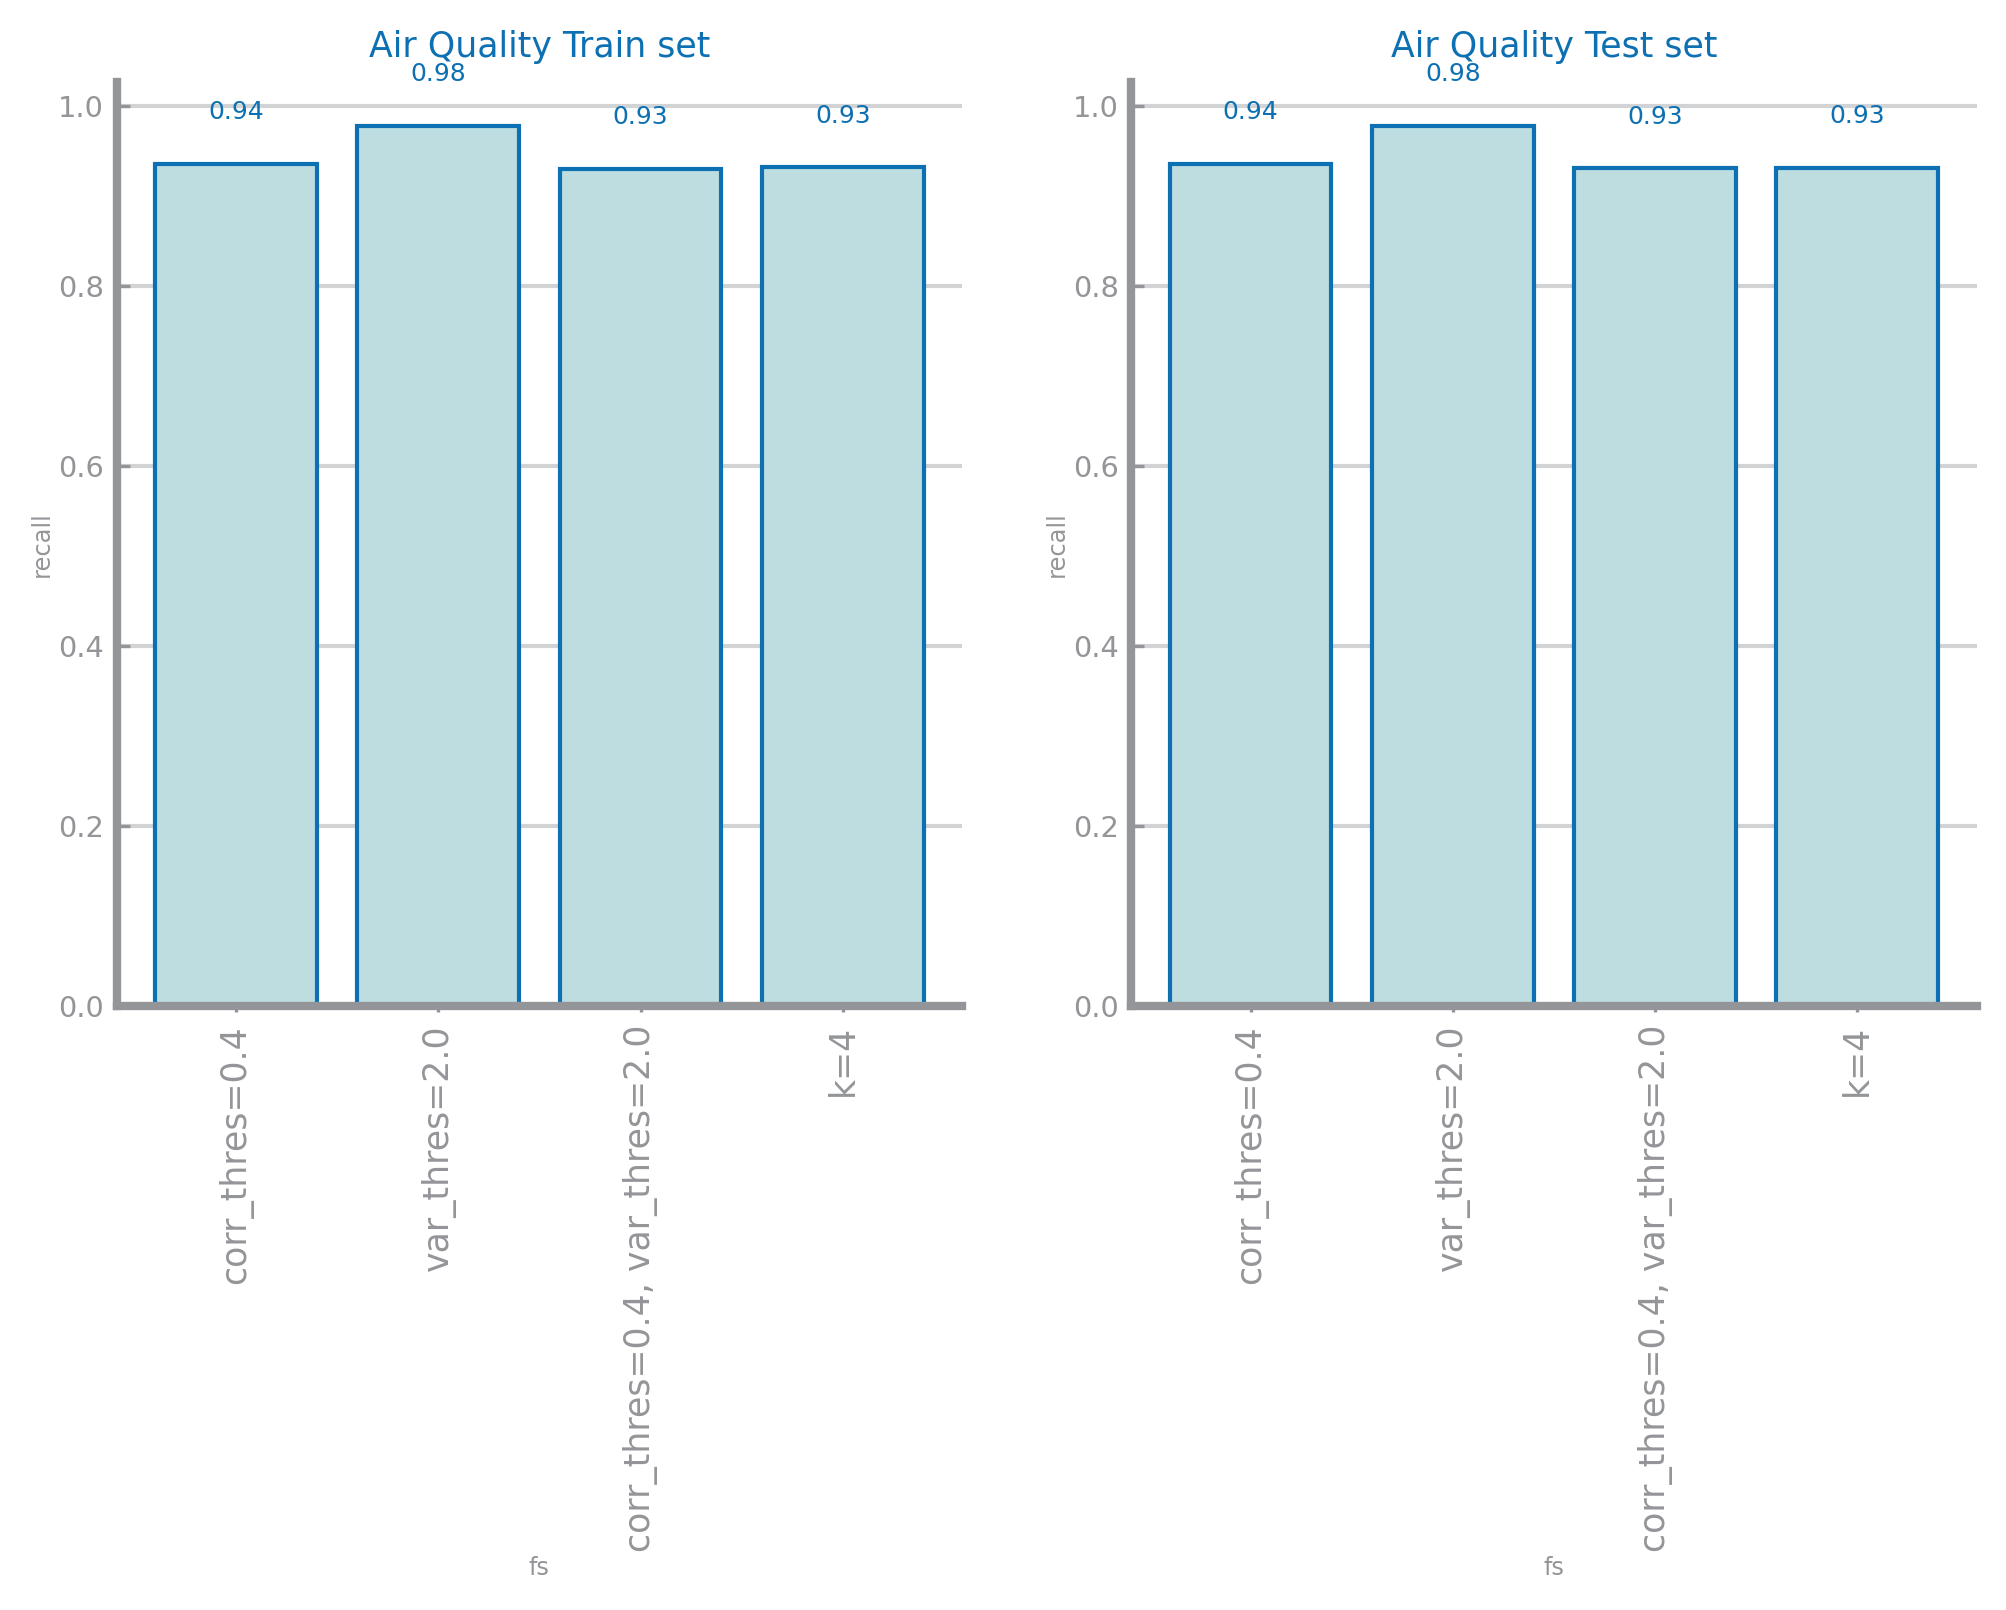 Air Quality Train set
0.98
0.94
0.93
0.93
1.0
0.8
0.6
0.4
0.2
0.0
recall
corr_thres=0.4
var_thres=2.0
corr_thres=0.4, var_thres=2.0
k=4
fs
Air Quality Test set
0.98
0.94
0.93
0.93
1.0
0.8
0.6
0.4
0.2
0.0
recall
corr_thres=0.4
var_thres=2.0
corr_thres=0.4, var_thres=2.0
k=4
fs